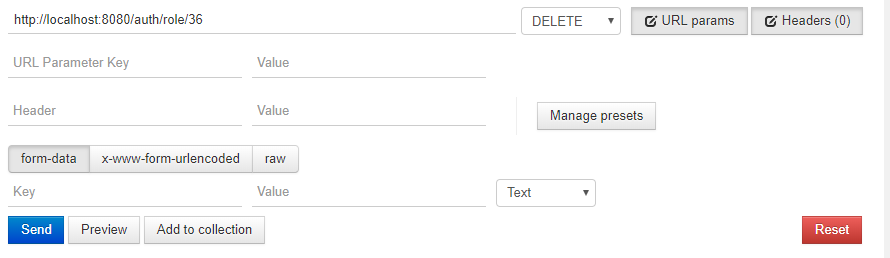 http://localhost:8080/auth/role/36 DELETE URL params Headers (0)
URL Parameter Key Value
Header Value Manage presets
form-data x-www-form-urlencoded raw
Key Value Text
Send Preview Add to collection Reset